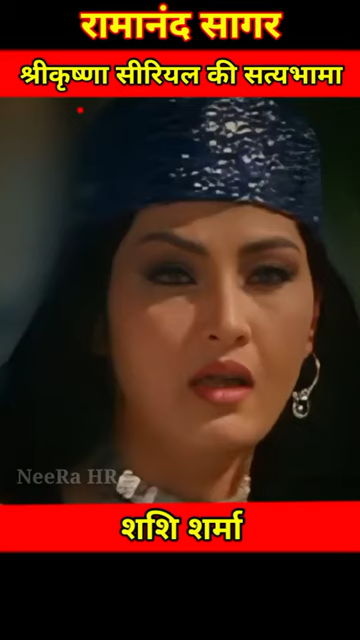 रामानंद सागर
श्रीकृष्णा सीरियल की सत्यभामा
NeeRa HR
शशि शर्मा